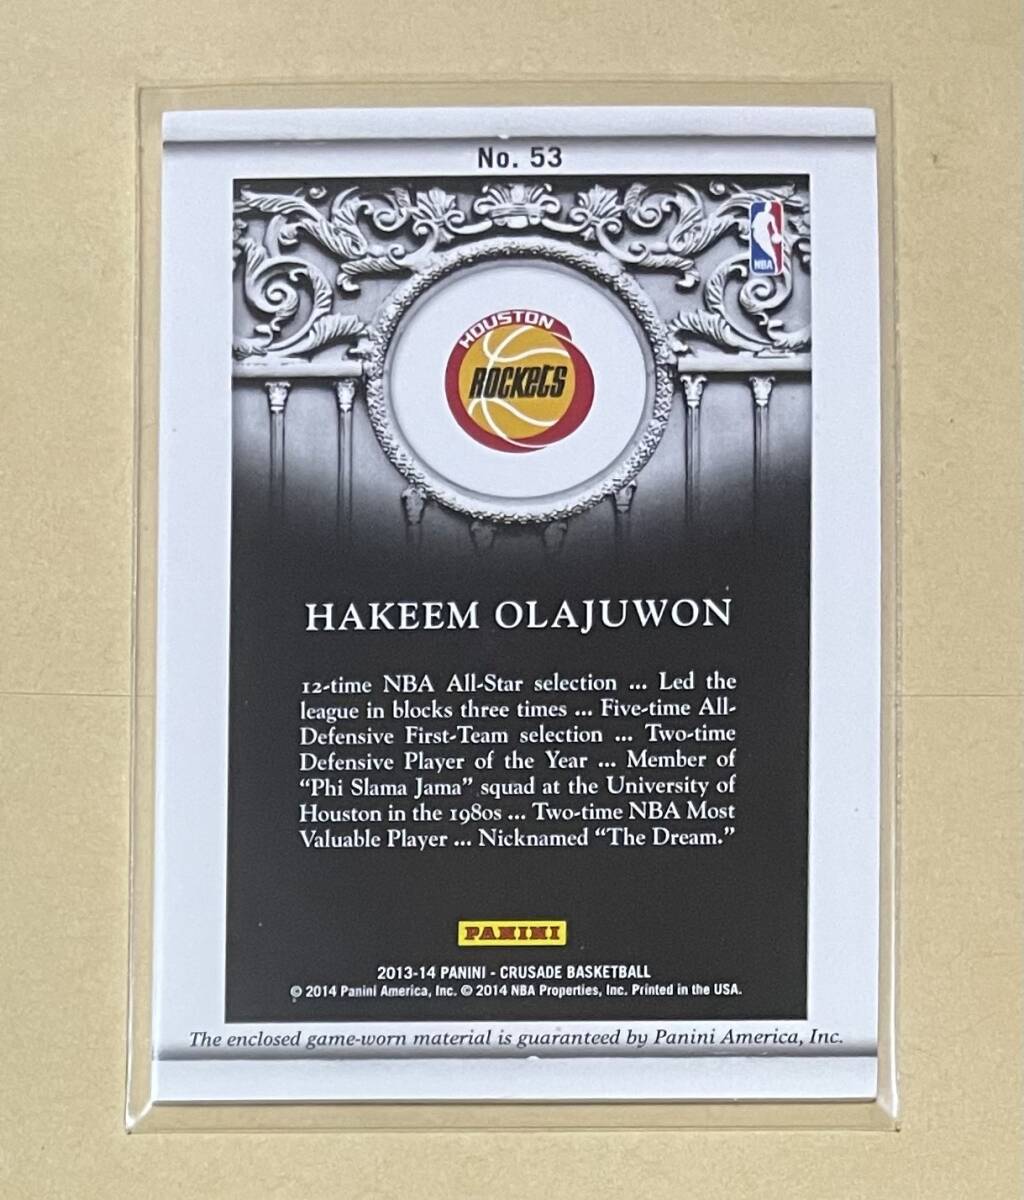 No. 53
NBA
HOUSTON
ROCKETS
HAKEEM OLAJUWON
12-time NBA All-Star selection ... Led the
league in blocks three times ... Five-time All-
Defensive First-Team selection ... Two-time
Defensive Player of the Year ... Member of
“Phi Slama Jama” squad at the University of
Houston in the 1980s ... Two-time NBA Most
Valuable Player ... Nicknamed “The Dream.”
PANINI
2013-14 PANINI - CRUSADE BASKETBALL
© 2014 Panini America, Inc. © 2014 NBA Properties, Inc. Printed in the USA.
The enclosed game-worn material is guaranteed by Panini America, Inc.